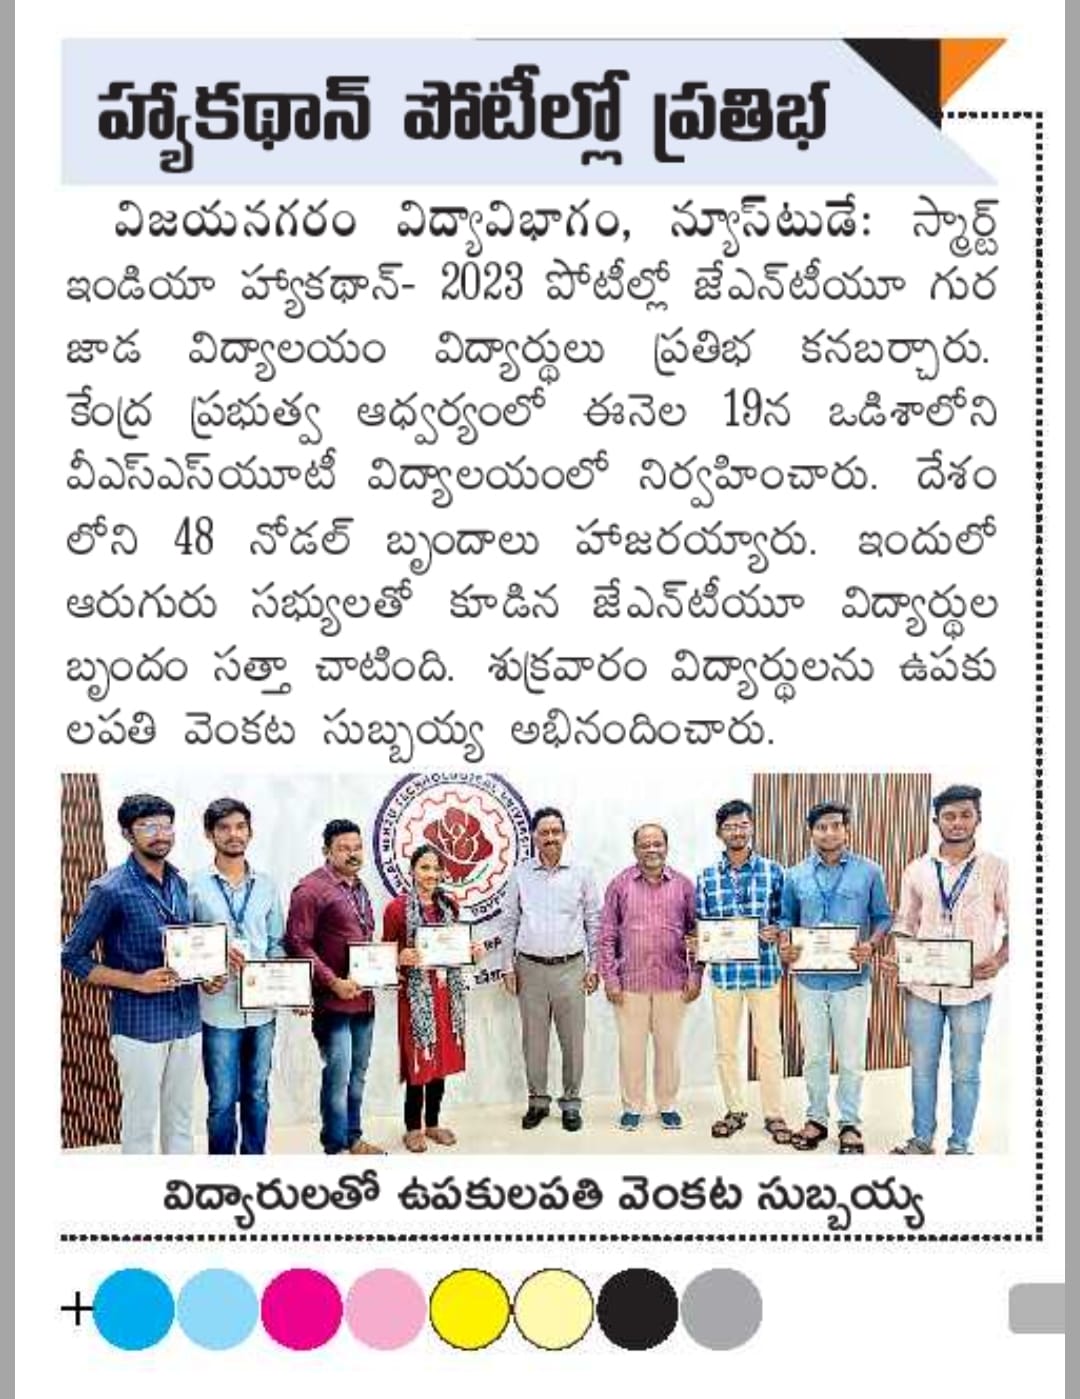 హ్యాకథాన్ పోటీల్లో ప్రతిభ
విజయనగరం విద్యావిభాగం, న్యూస్‌టుడే: స్మార్ట్
ఇండియా హ్యాకథాన్- 2023 పోటీల్లో జేఎన్‌టీయూ గుర
జాడ విద్యాలయం విద్యార్థులు ప్రతిభ కనబర్చారు.
కేంద్ర ప్రభుత్వ ఆధ్వర్యంలో ఈనెల 19న ఒడిశాలోని
వీఎస్ఎస్‌యూటీ విద్యాలయంలో నిర్వహించారు. దేశం
లోని 48 నోడల్ బృందాలు హాజరయ్యారు. ఇందులో
ఆరుగురు సభ్యులతో కూడిన జేఎన్‌టీయూ విద్యార్థుల
బృందం సత్తా చాటింది. శుక్రవారం విద్యార్థులను ఉపకు
లపతి వెంకట సుబ్బయ్య అభినందించారు.
TECHNOLOGICAL UNIVERSITY
విద్యారులతో ఉపకులపతి వెంకట సుబ్బయ్య